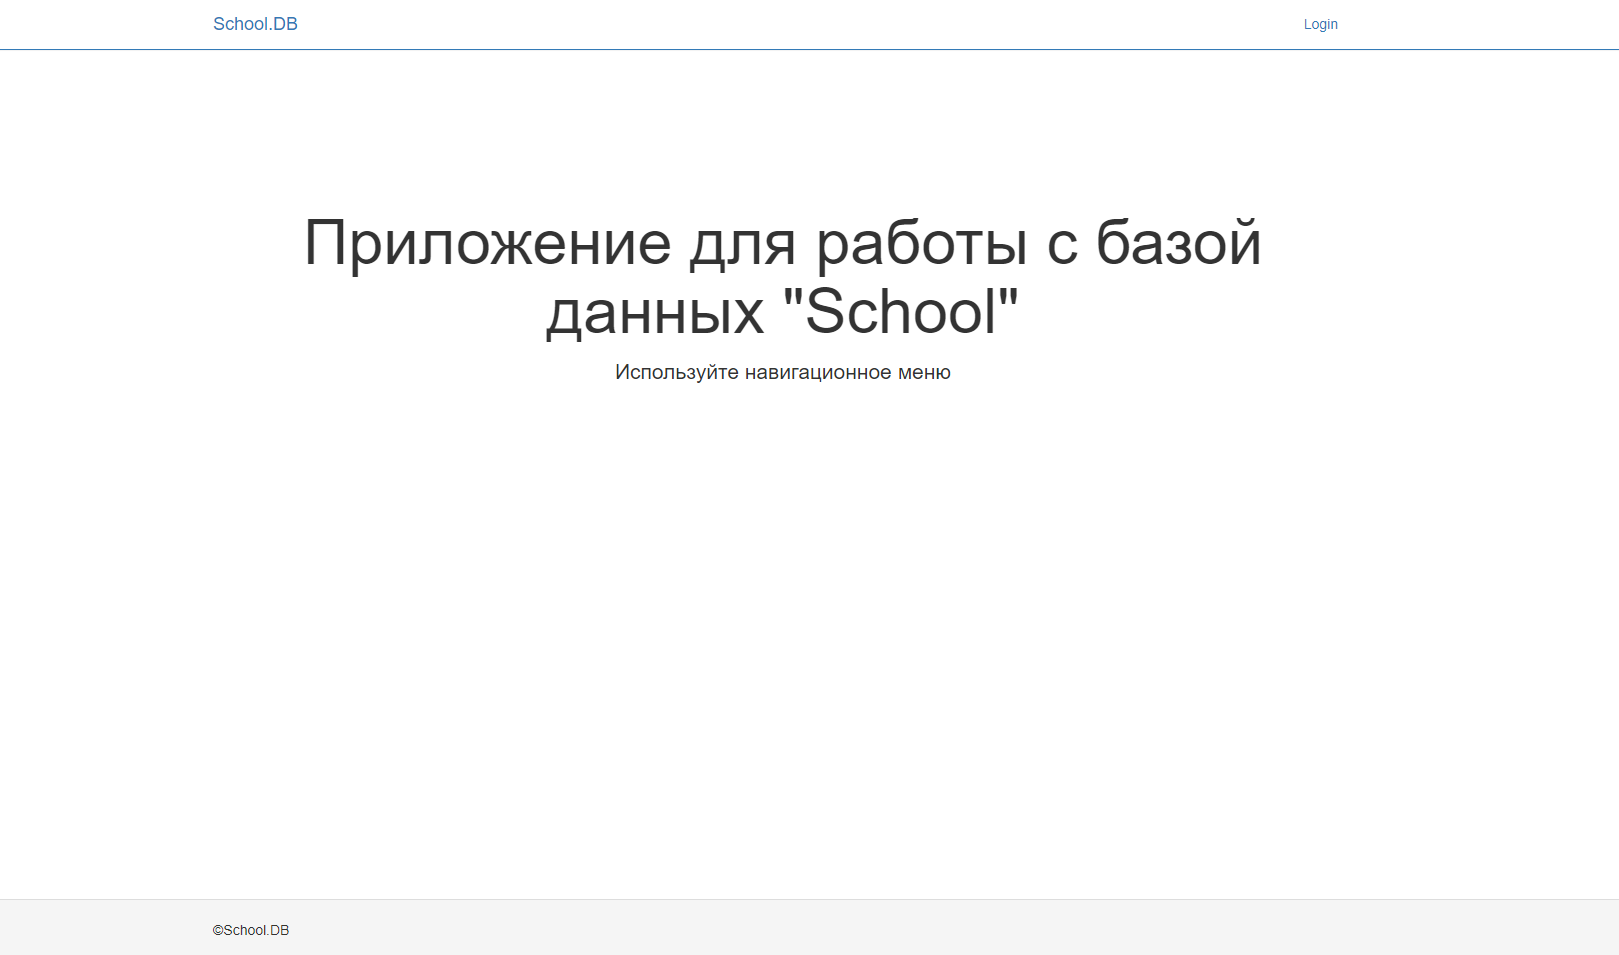 School.DB
Login
Приложение для работы с базой
данных "School"
Используйте навигационное меню
©School.DB